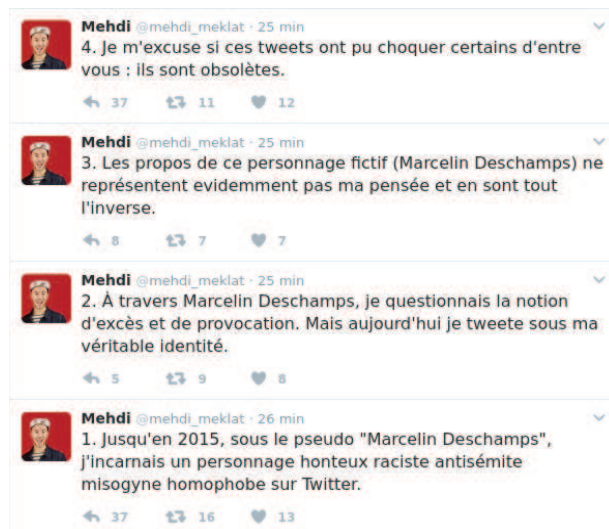 Mehdi @mehdi_meklat · 25 min
4. Je m'excuse si ces tweets ont pu choquer certains d'entre
vous : ils sont obsolètes.
37 11 12
Mehdi @mehdi_meklat · 25 min
3. Les propos de ce personnage fictif (Marcelin Deschamps) ne
représentent evidemment pas ma pensée et en sont tout
l'inverse.
8 7 7
Mehdi @mehdi_meklat · 25 min
2. À travers Marcelin Deschamps, je questionnais la notion
d'excès et de provocation. Mais aujourd'hui je tweete sous ma
véritable identité.
5 9 8
Mehdi @mehdi_meklat · 26 min
1. Jusqu'en 2015, sous le pseudo "Marcelin Deschamps",
j'incarnais un personnage honteux raciste antisémite
misogyne homophobe sur Twitter.
37 16 13